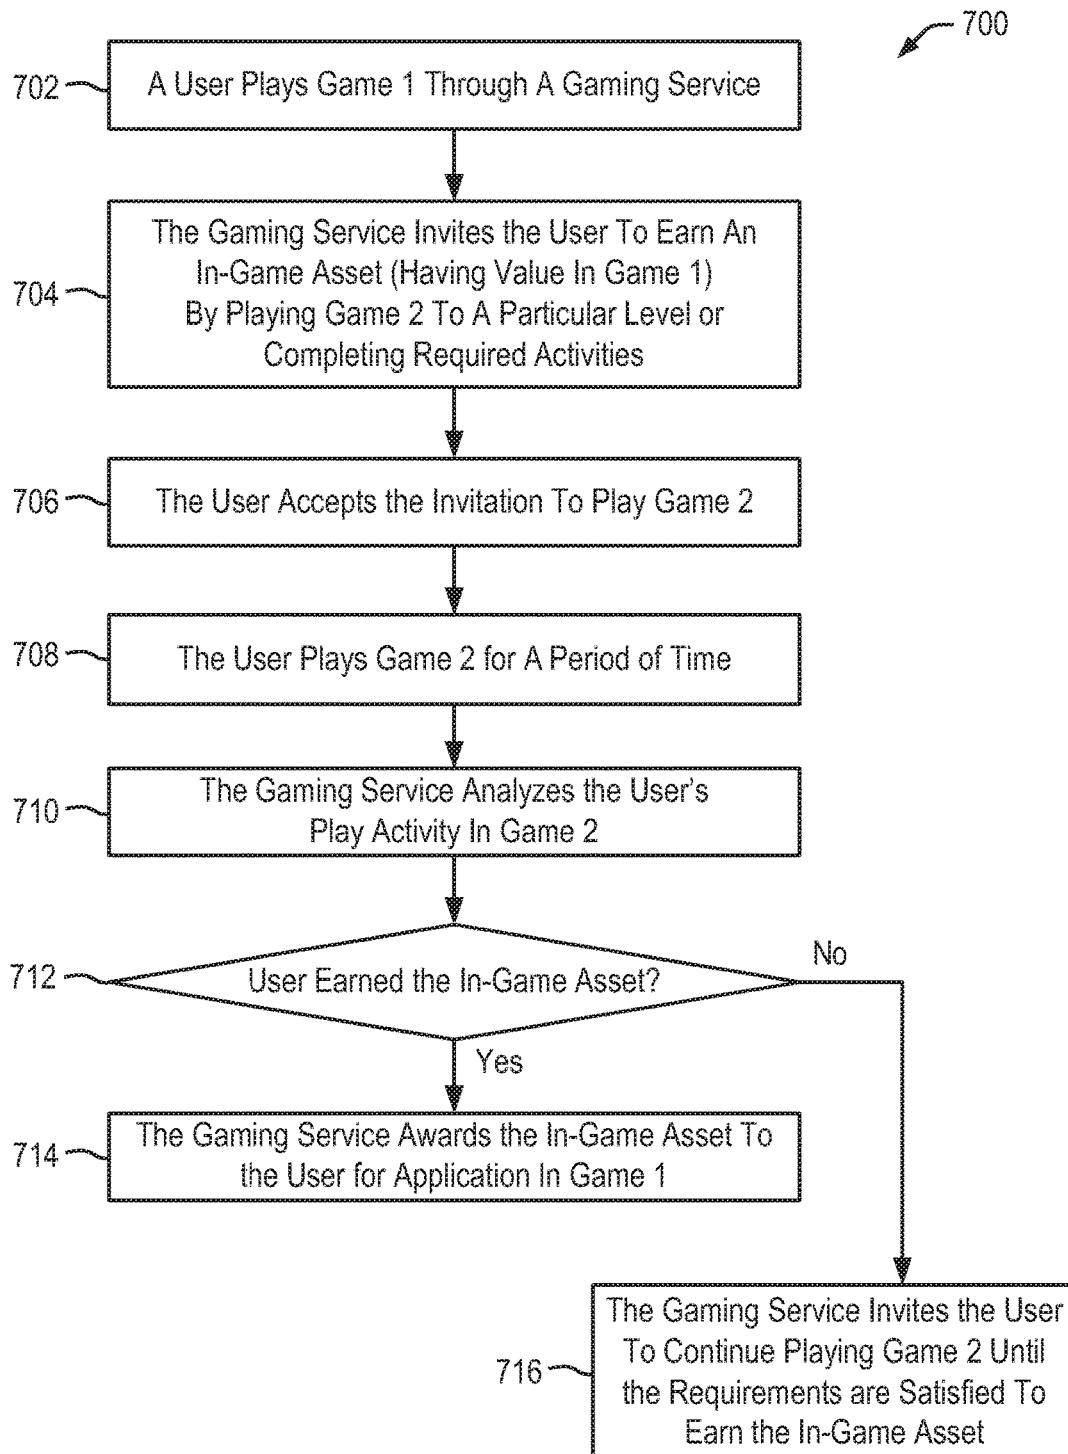 700
702
A User Plays Game 1 Through A Gaming Service
704
The Gaming Service Invites the User To Earn An
In-Game Asset (Having Value In Game 1)
By Playing Game 2 To A Particular Level or
Completing Required Activities
706
The User Accepts the Invitation To Play Game 2
708
The User Plays Game 2 for A Period of Time
710
The Gaming Service Analyzes the User's
Play Activity In Game 2
712
User Earned the In-Game Asset?
No
Yes
714
The Gaming Service Awards the In-Game Asset To
the User for Application In Game 1
716
The Gaming Service Invites the User
To Continue Playing Game 2 Until
the Requirements are Satisfied To
Earn the In-Game Asset